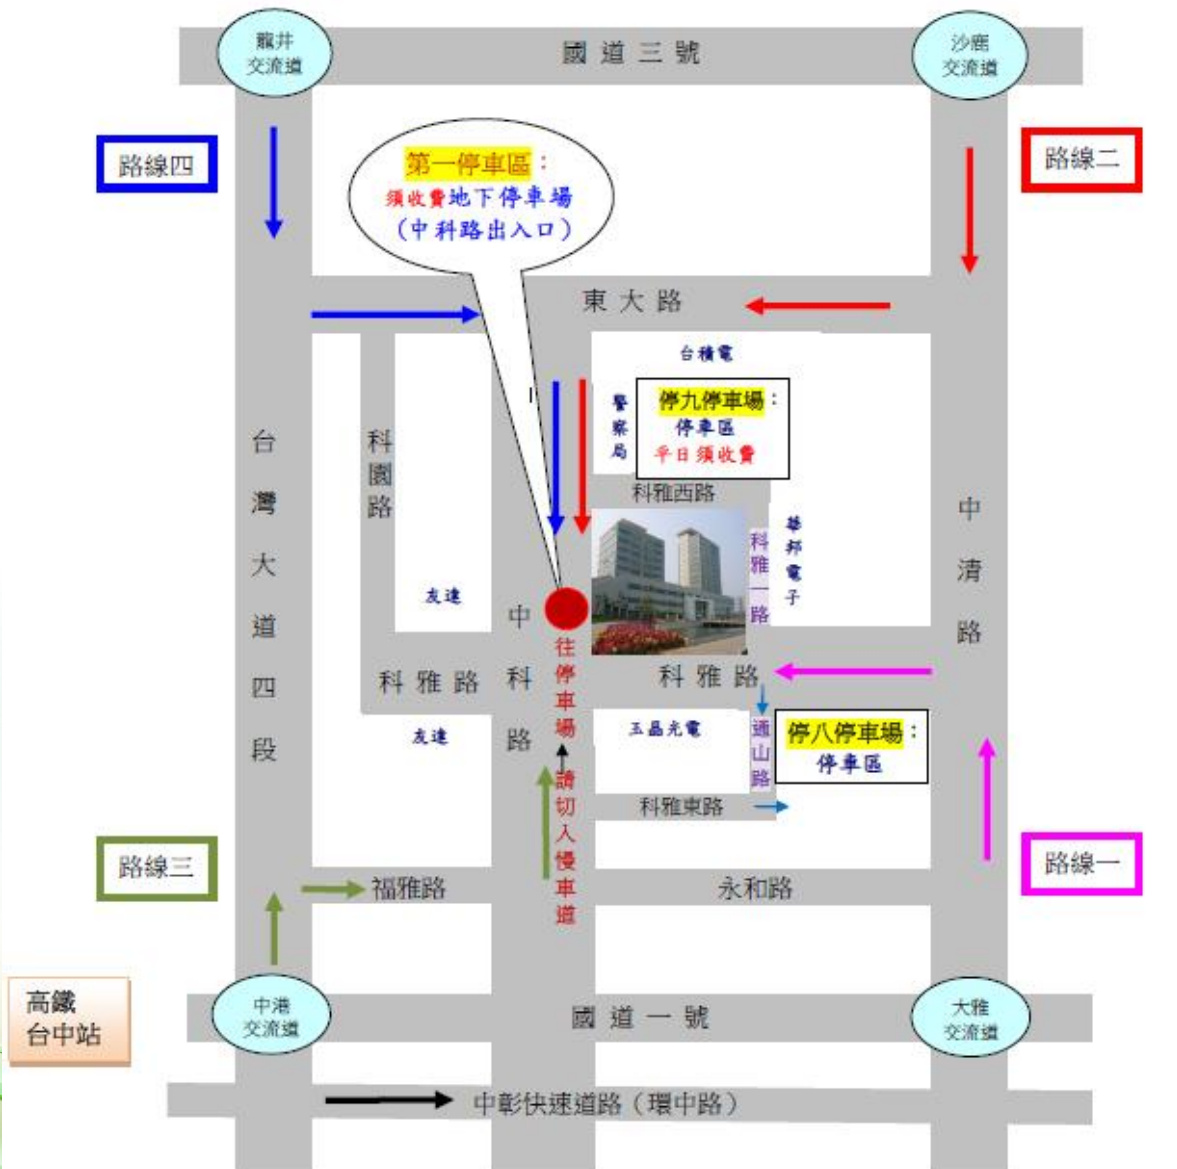 龍井
交流道
國道三號
沙鹿
交流道
路線四
第一停車區：
須收費地下停車場
（中科路出入口）
路線二
東大路
台積電
警察局
停九停車場：
停車區
平日須收費
台灣大道四段
科園路
科雅西路
科雅一路
華邦電子
中清路
友達
中科路
往停車場
科雅路
科雅路
友達
玉晶光電
通山路
停八停車場：
停車區
請切入慢車道
科雅東路
路線三
福雅路
永和路
路線一
高鐵
台中站
中港
交流道
國道一號
大雅
交流道
中彰快速道路（環中路）